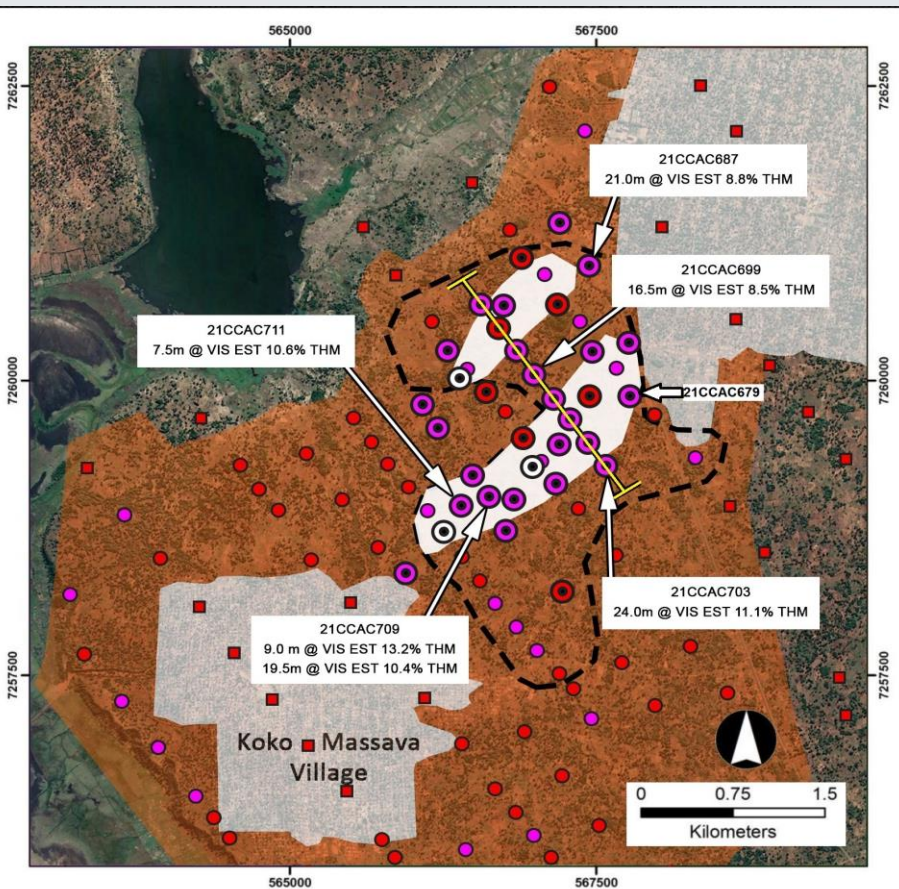 565000
567500
7262500
7262500
21CCAC687
21.0m @ VIS EST 8.8% THM
21CCAC699
16.5m @ VIS EST 8.5% THM
21CCAC711
7.5m @ VIS EST 10.6% THM
7260000
7260000
21CCAC679
21CCAC703
24.0m @ VIS EST 11.1% THM
21CCAC709
9.0 m @ VIS EST 13.2% THM
19.5m @ VIS EST 10.4% THM
7257500
7257500
Koko Massava
Village
0 0.75 1.5
Kilometers
565000
567500